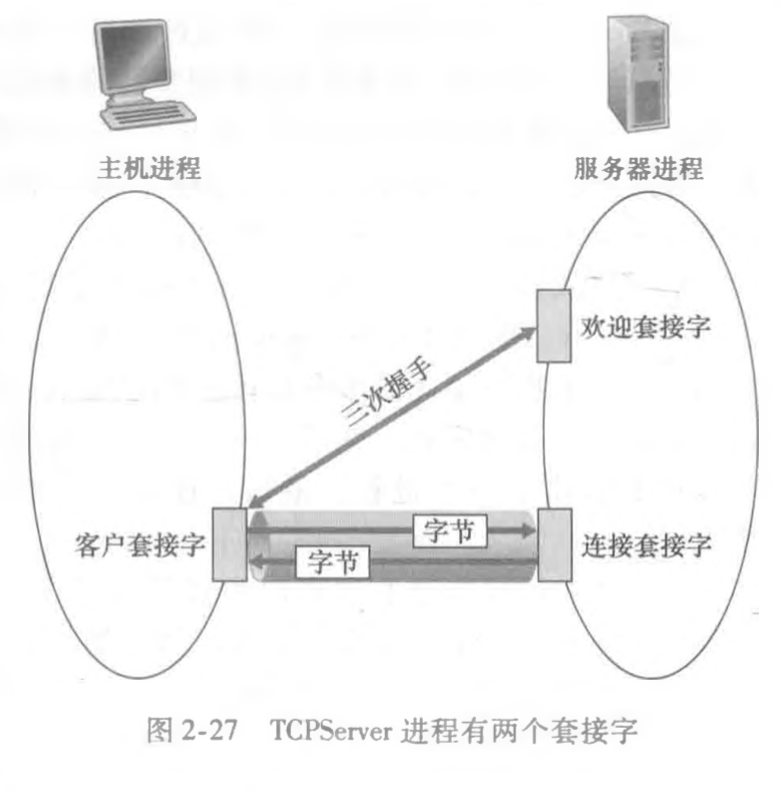 主机进程
服务器进程
欢迎套接字
三次握手
客户套接字
字节
字节
连接套接字
图 2-27 TCPServer 进程有两个套接字